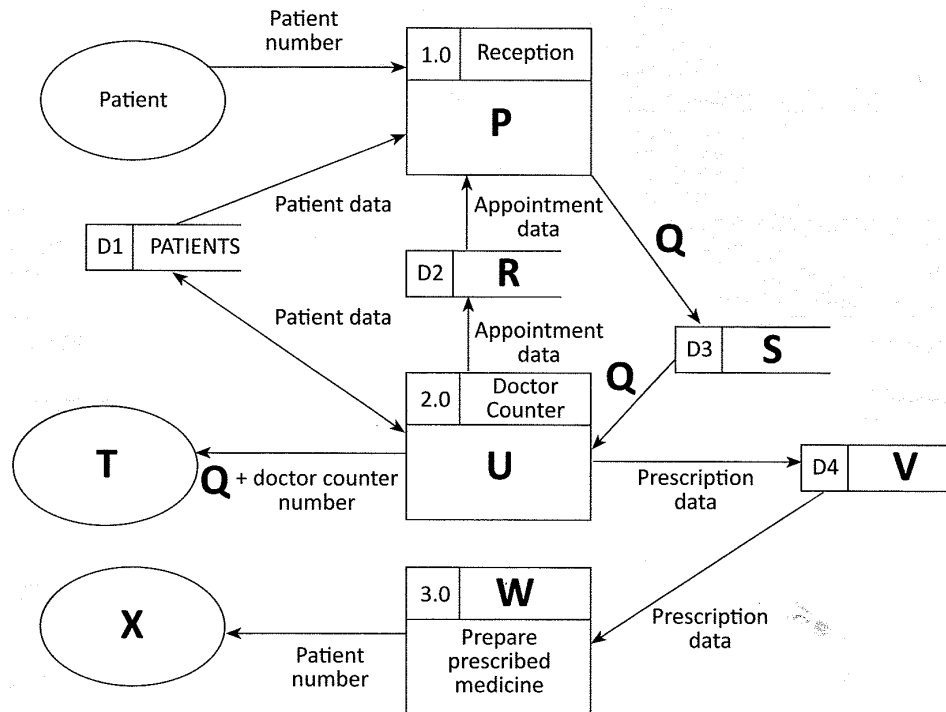 Patient
number
1.0
Reception
Patient
P
Patient data
Appointment
data
Q
D1
PATIENTS
D2
R
Patient data
Appointment
data
D3
S
Q
2.0
Doctor
Counter
T
U
D4
V
Q + doctor counter
number
Prescription
data
3.0
W
X
Patient
number
Prepare
prescribed
medicine
Prescription
data